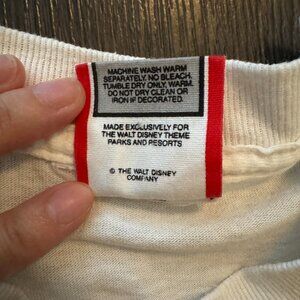 MACHINE WASH WARM
SEPARATELY. NO BLEACH.
TUMBLE DRY ONLY, WARM.
DO NOT DRY CLEAN OR
IRON IF DECORATED.
MADE EXCLUSIVELY FOR
THE WALT DISNEY THEME
PARKS AND RESORTS
© THE WALT DISNEY
COMPANY